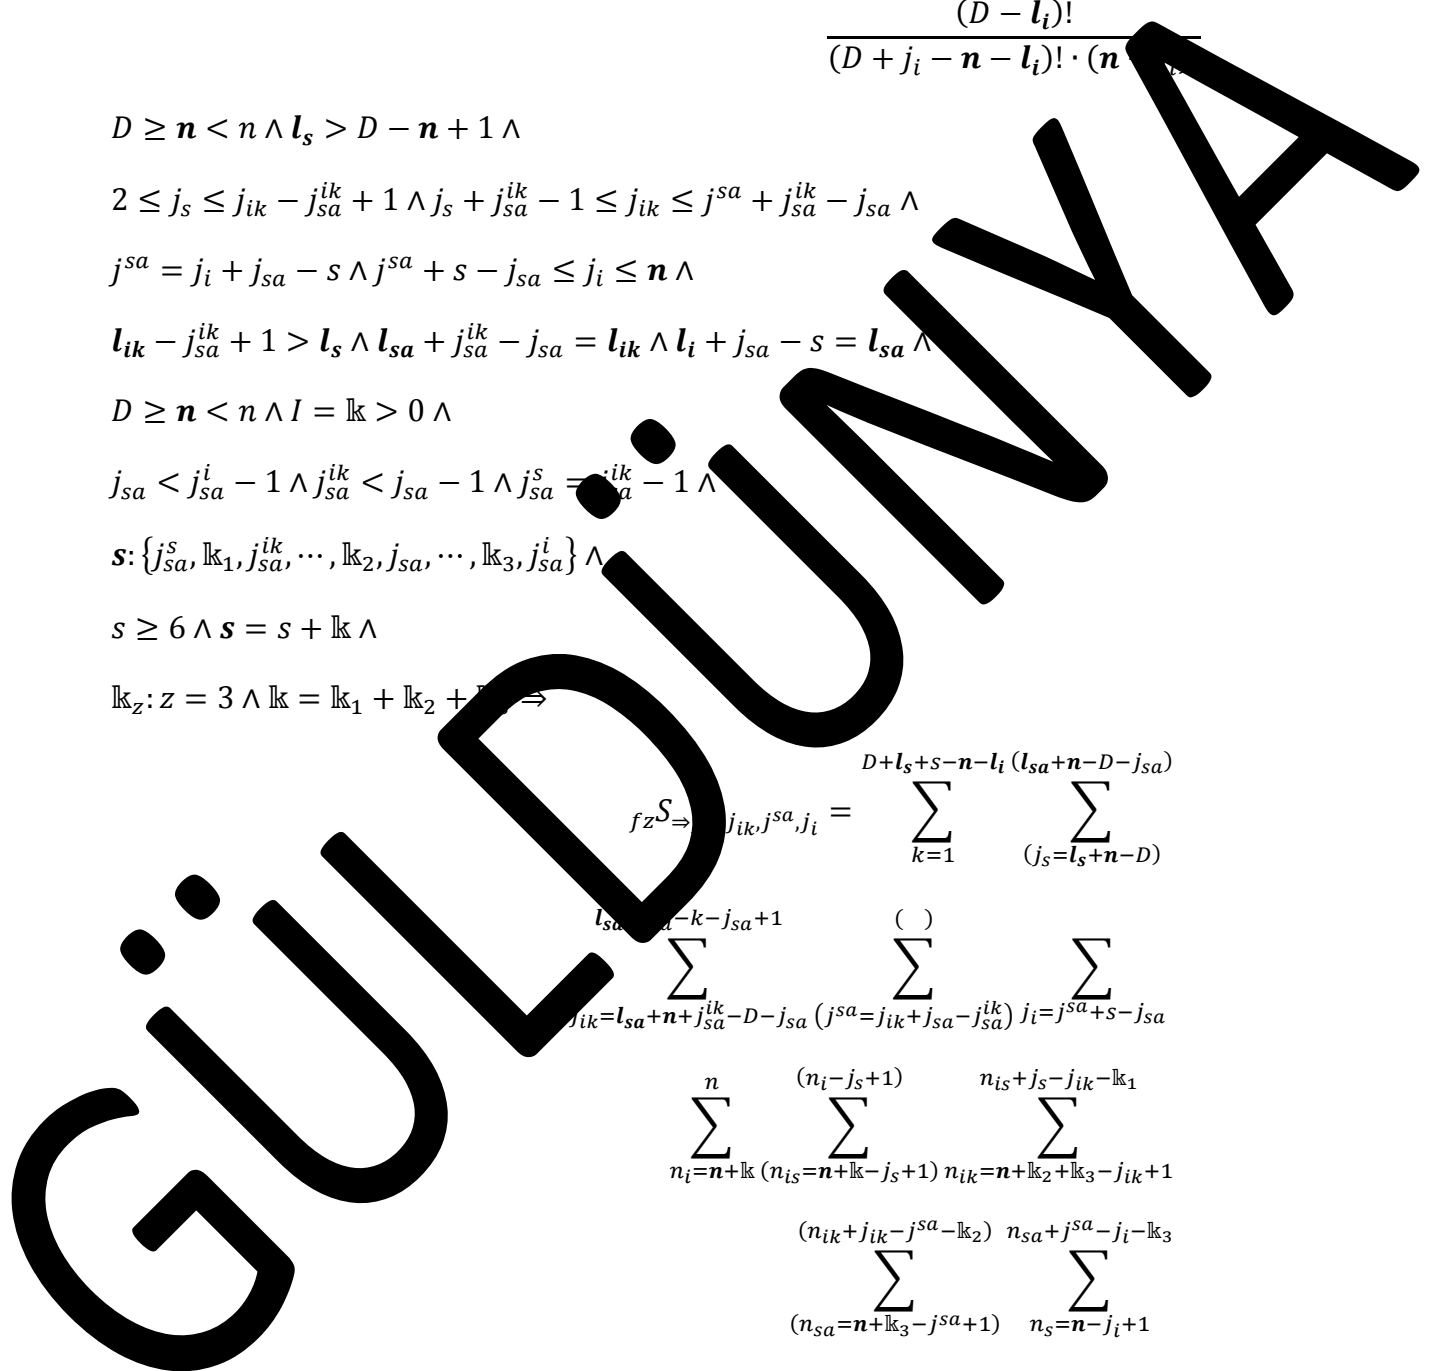 (D − l_i)!
(D + j_i − n − l_i)! · (n
D ≥ n < n ∧ l_s > D − n + 1 ∧
2 ≤ j_s ≤ j_ik − j_sa^ik + 1 ∧ j_s + j_sa^ik − 1 ≤ j_ik ≤ j^sa + j_sa^ik − j_sa ∧
j^sa = j_i + j_sa − s ∧ j^sa + s − j_sa ≤ j_i ≤ n ∧
l_ik − j_sa^ik + 1 > l_s ∧ l_sa + j_sa^ik − j_sa = l_ik ∧ l_i + j_sa − s = l_sa ∧
D ≥ n < n ∧ I = 𝕜 > 0 ∧
j_sa < j_sa^i − 1 ∧ j_sa^ik < j_sa − 1 ∧ j_sa^s = j_sa^ik − 1 ∧
s: {j_sa^s, 𝕜_1, j_sa^ik, ⋯, 𝕜_2, j_sa, ⋯, 𝕜_3, j_sa^i} ∧
s ≥ 6 ∧ s = s + 𝕜 ∧
𝕜_z: z = 3 ∧ 𝕜 = 𝕜_1 + 𝕜_2 + ⇒
D+l_s+s−n−l_i (l_sa+n−D−j_sa)
fzS⇒ j_ik,j^sa,j_i = ∑ ∑
k=1 (j_s=l_s+n−D)
−k−j_sa+1 ( )
∑ ∑ ∑
j_ik=l_sa+n+j_sa^ik−D−j_sa (j^sa=j_ik+j_sa−j_sa^ik) j_i=j^sa+s−j_sa
n (n_i−j_s+1) n_is+j_s−j_ik−𝕜_1
∑ ∑ ∑
n_i=n+𝕜 (n_is=n+𝕜−j_s+1) n_ik=n+𝕜_2+𝕜_3−j_ik+1
(n_ik+j_ik−j^sa−𝕜_2) n_sa+j^sa−j_i−𝕜_3
∑ ∑
(n_sa=n+𝕜_3−j^sa+1) n_s=n−j_i+1
GÜLDÜNYA